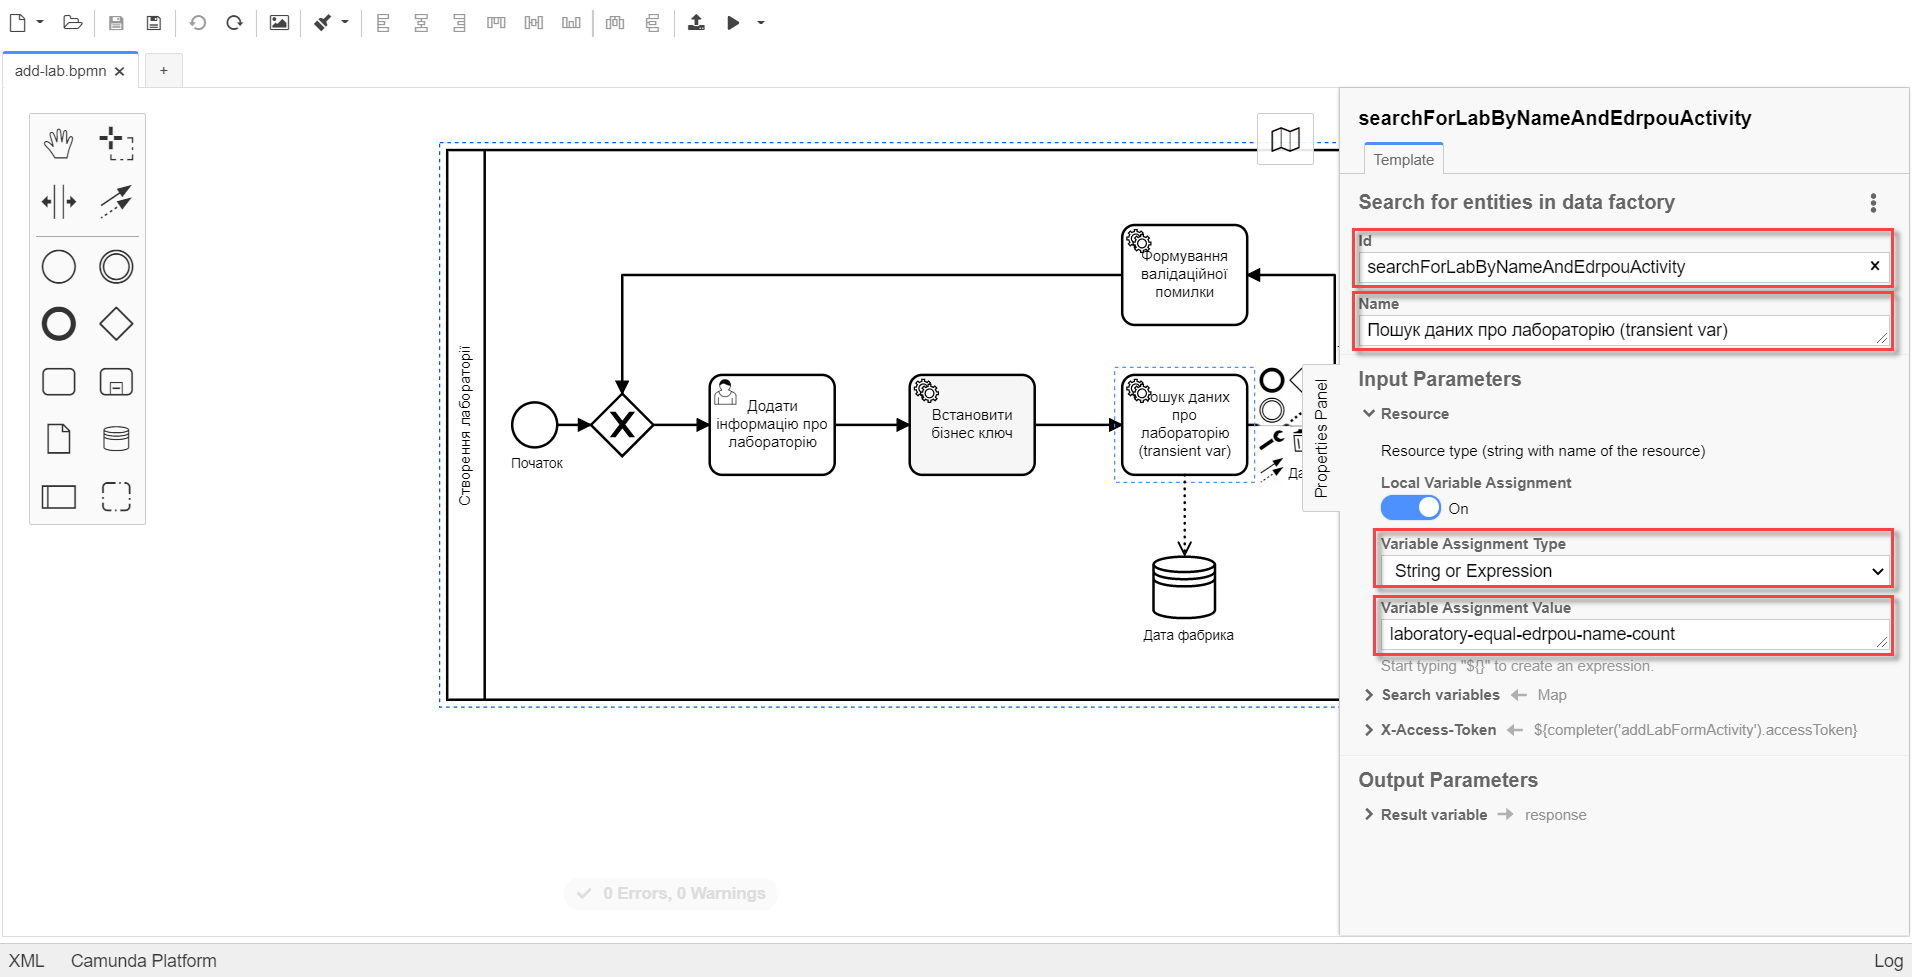 add-lab.bpmn
+
Створення лабораторії
Початок
Додати
інформацію про
лабораторію
Встановити
бізнес ключ
Формування
валідаційної
помилки
Пошук даних
про
лабораторію
(transient var)
Да
Дата фабрика
Properties Panel
0 Errors, 0 Warnings
searchForLabByNameAndEdrpouActivity
Template
Search for entities in data factory
Id
searchForLabByNameAndEdrpouActivity
Name
Пошук даних про лабораторію (transient var)
Input Parameters
Resource
Resource type (string with name of the resource)
Local Variable Assignment
On
Variable Assignment Type
String or Expression
Variable Assignment Value
laboratory-equal-edrpou-name-count
Start typing "${}" to create an expression.
Search variables ← Map
X-Access-Token ← ${completer('addLabFormActivity').accessToken}
Output Parameters
Result variable → response
XML Camunda Platform Log